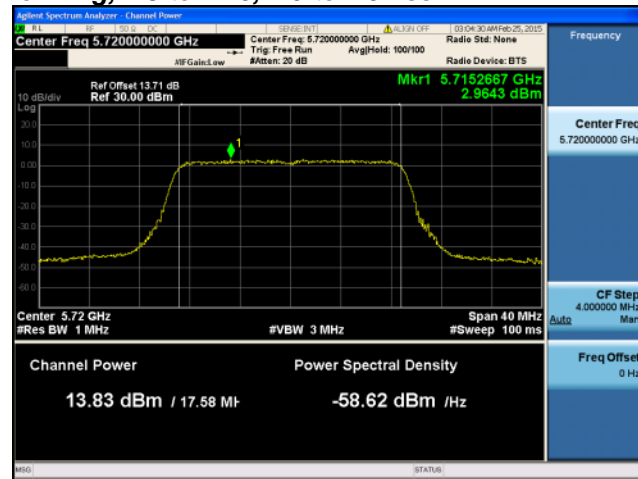 Agilent Spectrum Analyzer - Channel Power
RL RF 50 Ω DC SENSE:INT ALIGN OFF 03:04:30 AM Feb 25, 2015
Center Freq 5.720000000 GHz
Center Freq: 5.720000000 GHz
Radio Std: None
Trig: Free Run Avg|Hold: 100/100
#IFGain:Low #Atten: 20 dB Radio Device: BTS
Frequency
Ref Offset 13.71 dB
10 dB/div Ref 30.00 dBm
Mkr1 5.7152667 GHz
2.9643 dBm
Log
20.0
10.0
0.00
-10.0
-20.0
-30.0
-40.0
-50.0
-60.0
1
Center Freq
5.720000000 GHz
Center 5.72 GHz Span 40 MHz
#Res BW 1 MHz #VBW 3 MHz #Sweep 100 ms
CF Step
4.000000 MHz
Auto Man
Channel Power Power Spectral Density
13.83 dBm / 17.58 MH -58.62 dBm /Hz
Freq Offset
0 Hz
MSG STATUS